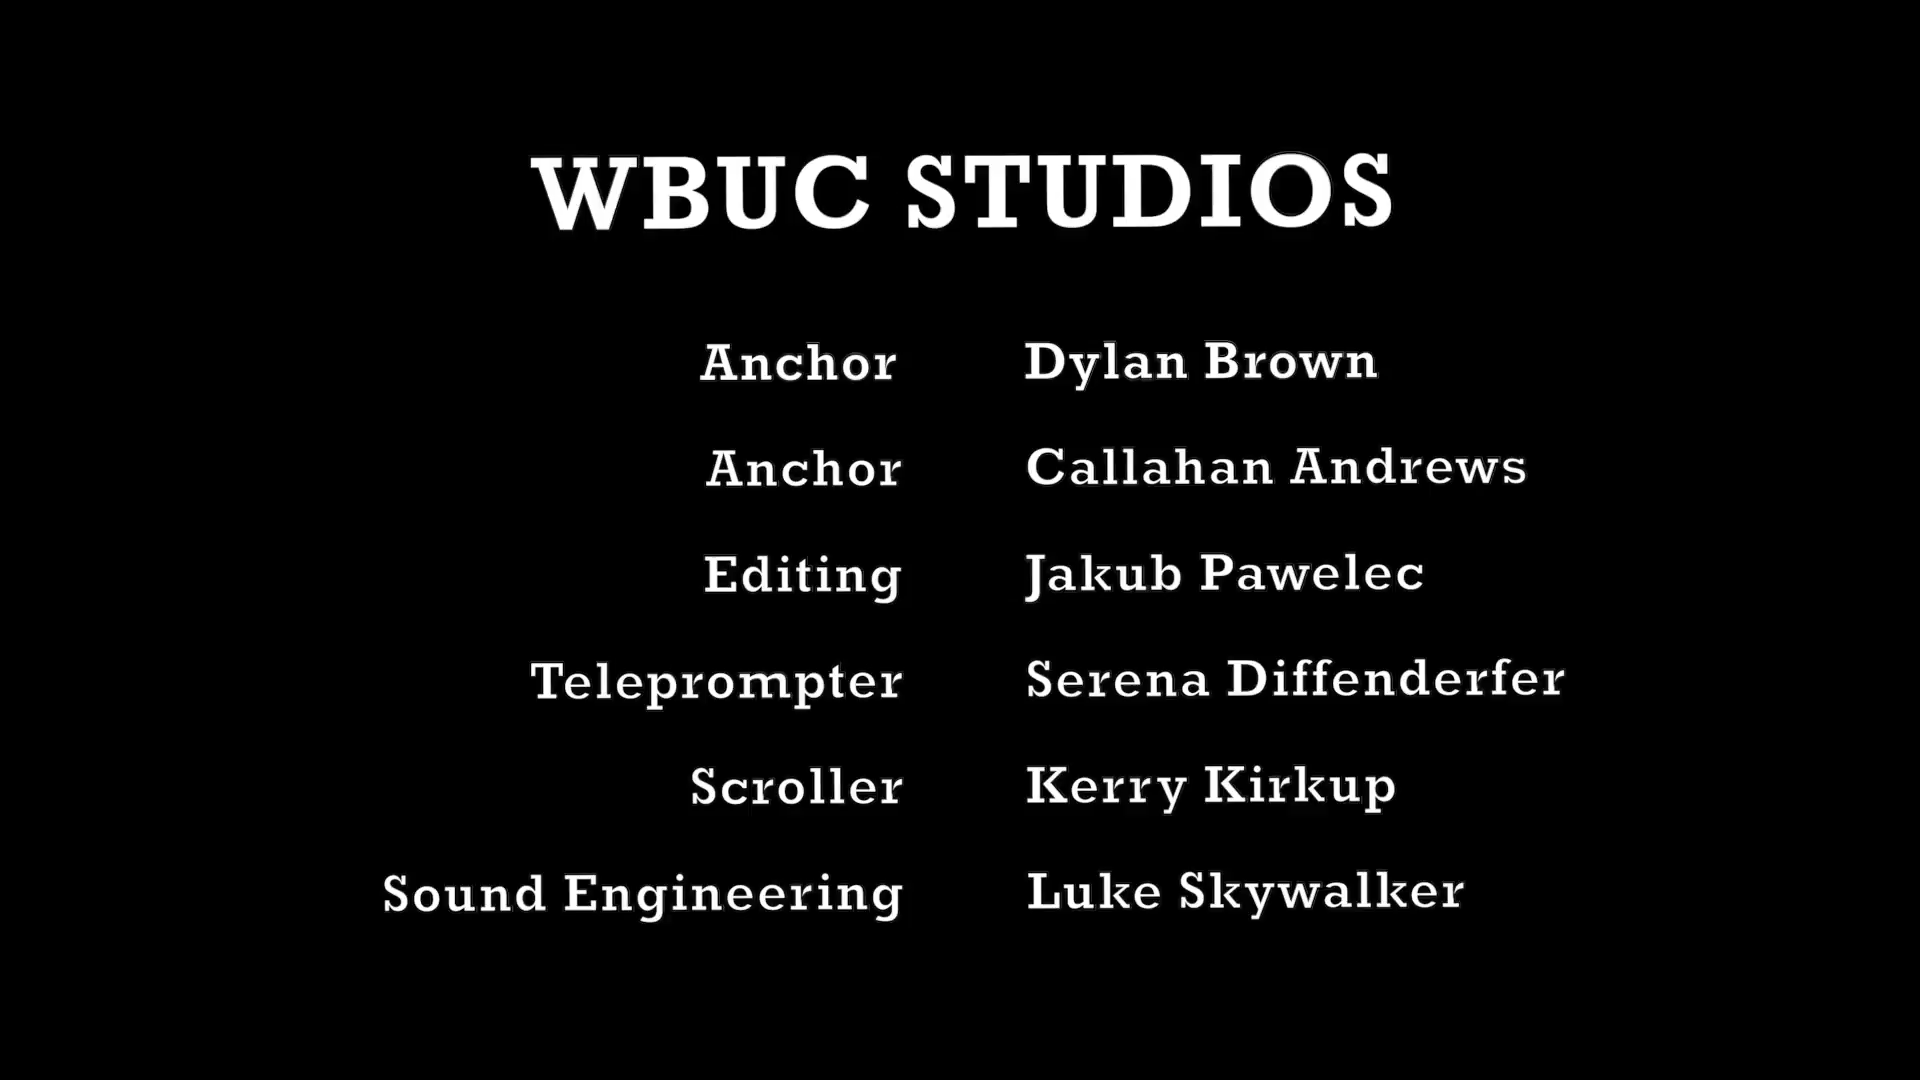 WBUC STUDIOS
Anchor Dylan Brown
Anchor Callahan Andrews
Editing Jakub Pawelec
Teleprompter Serena Diffenderfer
Scroller Kerry Kirkup
Sound Engineering Luke Skywalker